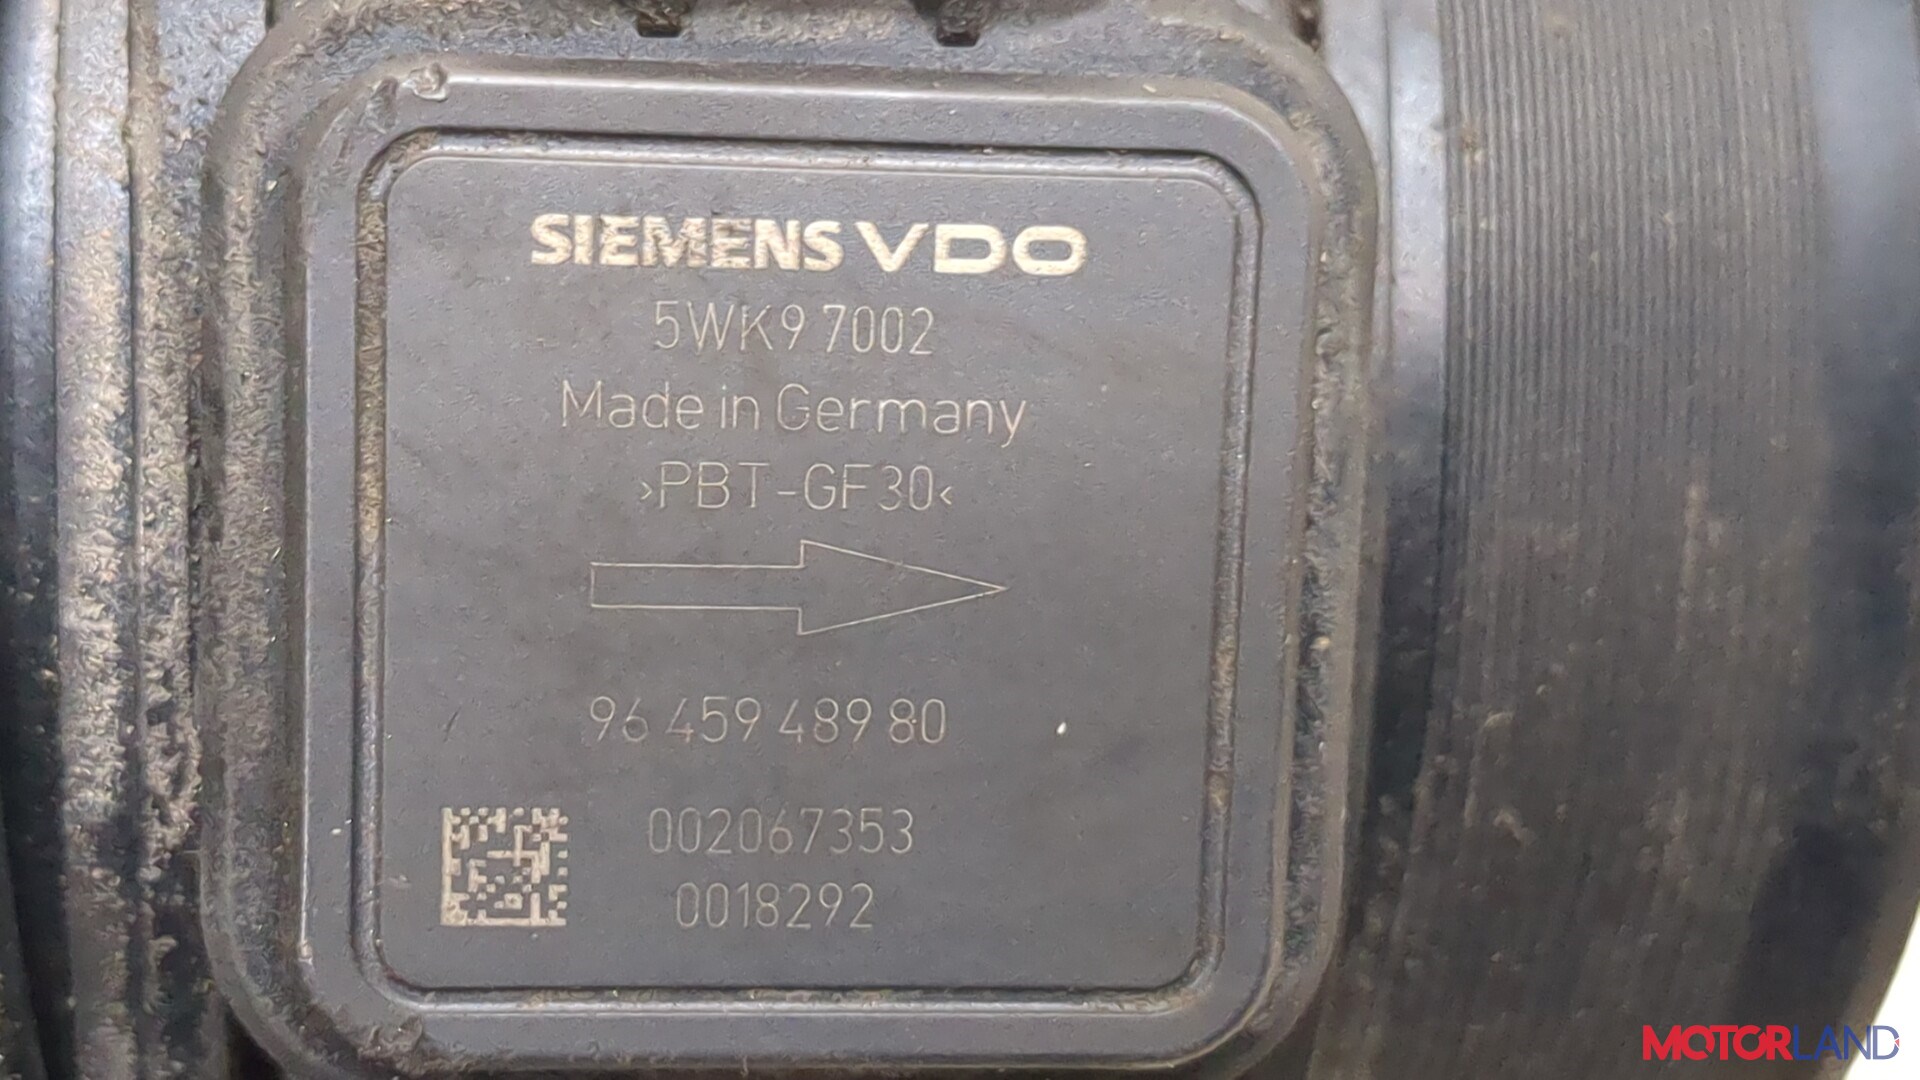 SIEMENS VDO
5WK9 7002
Made in Germany
>PBT-GF30<
96 459 489 80
002067353
0018292
MOTORLAND